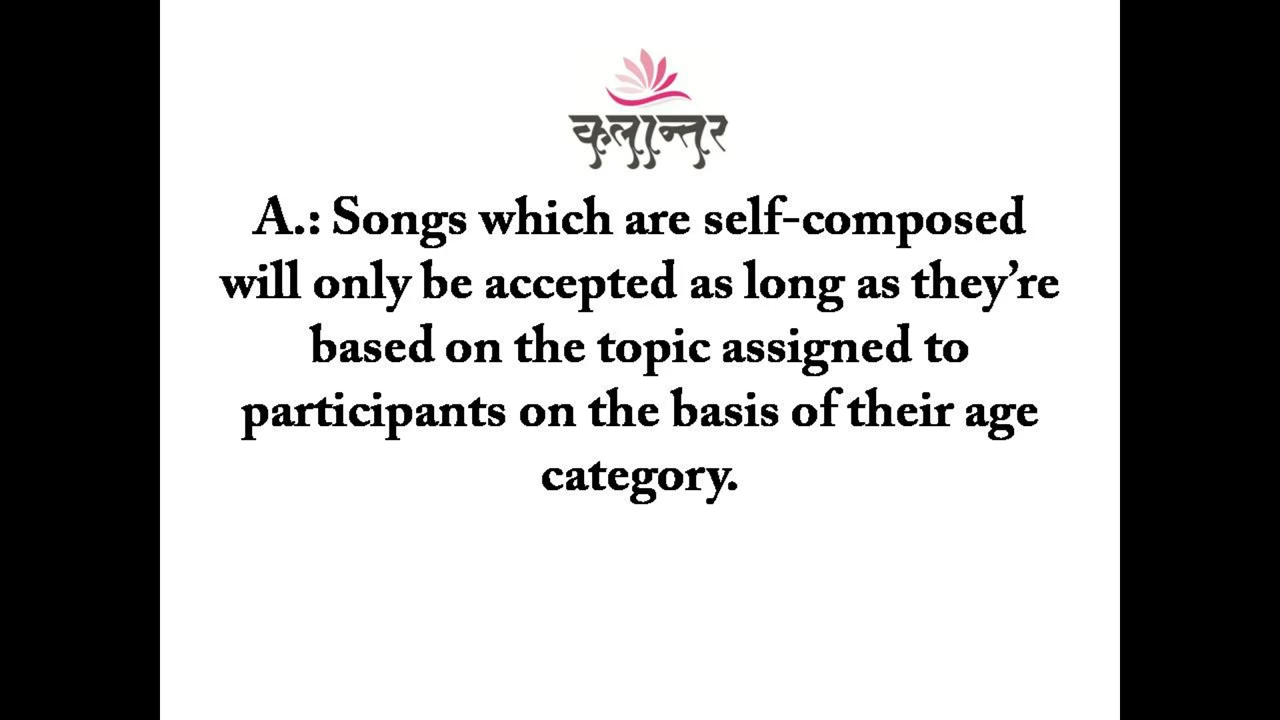 कलान्तर
A.: Songs which are self-composed
will only be accepted as long as they’re
based on the topic assigned to
participants on the basis of their age
category.